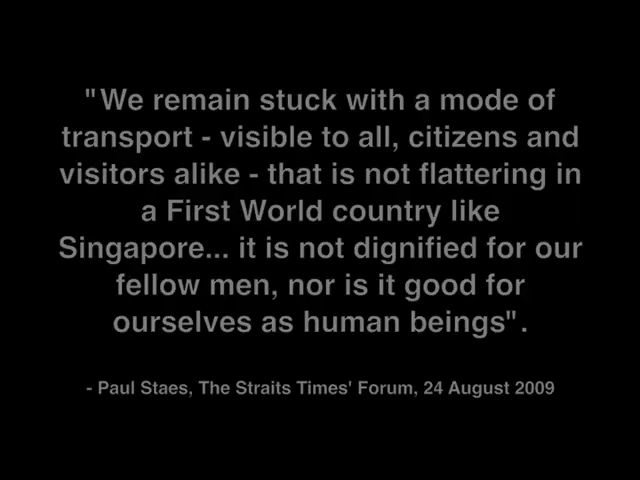 "We remain stuck with a mode of
transport - visible to all, citizens and
visitors alike - that is not flattering in
a First World country like
Singapore... it is not dignified for our
fellow men, nor is it good for
ourselves as human beings".
- Paul Staes, The Straits Times' Forum, 24 August 2009